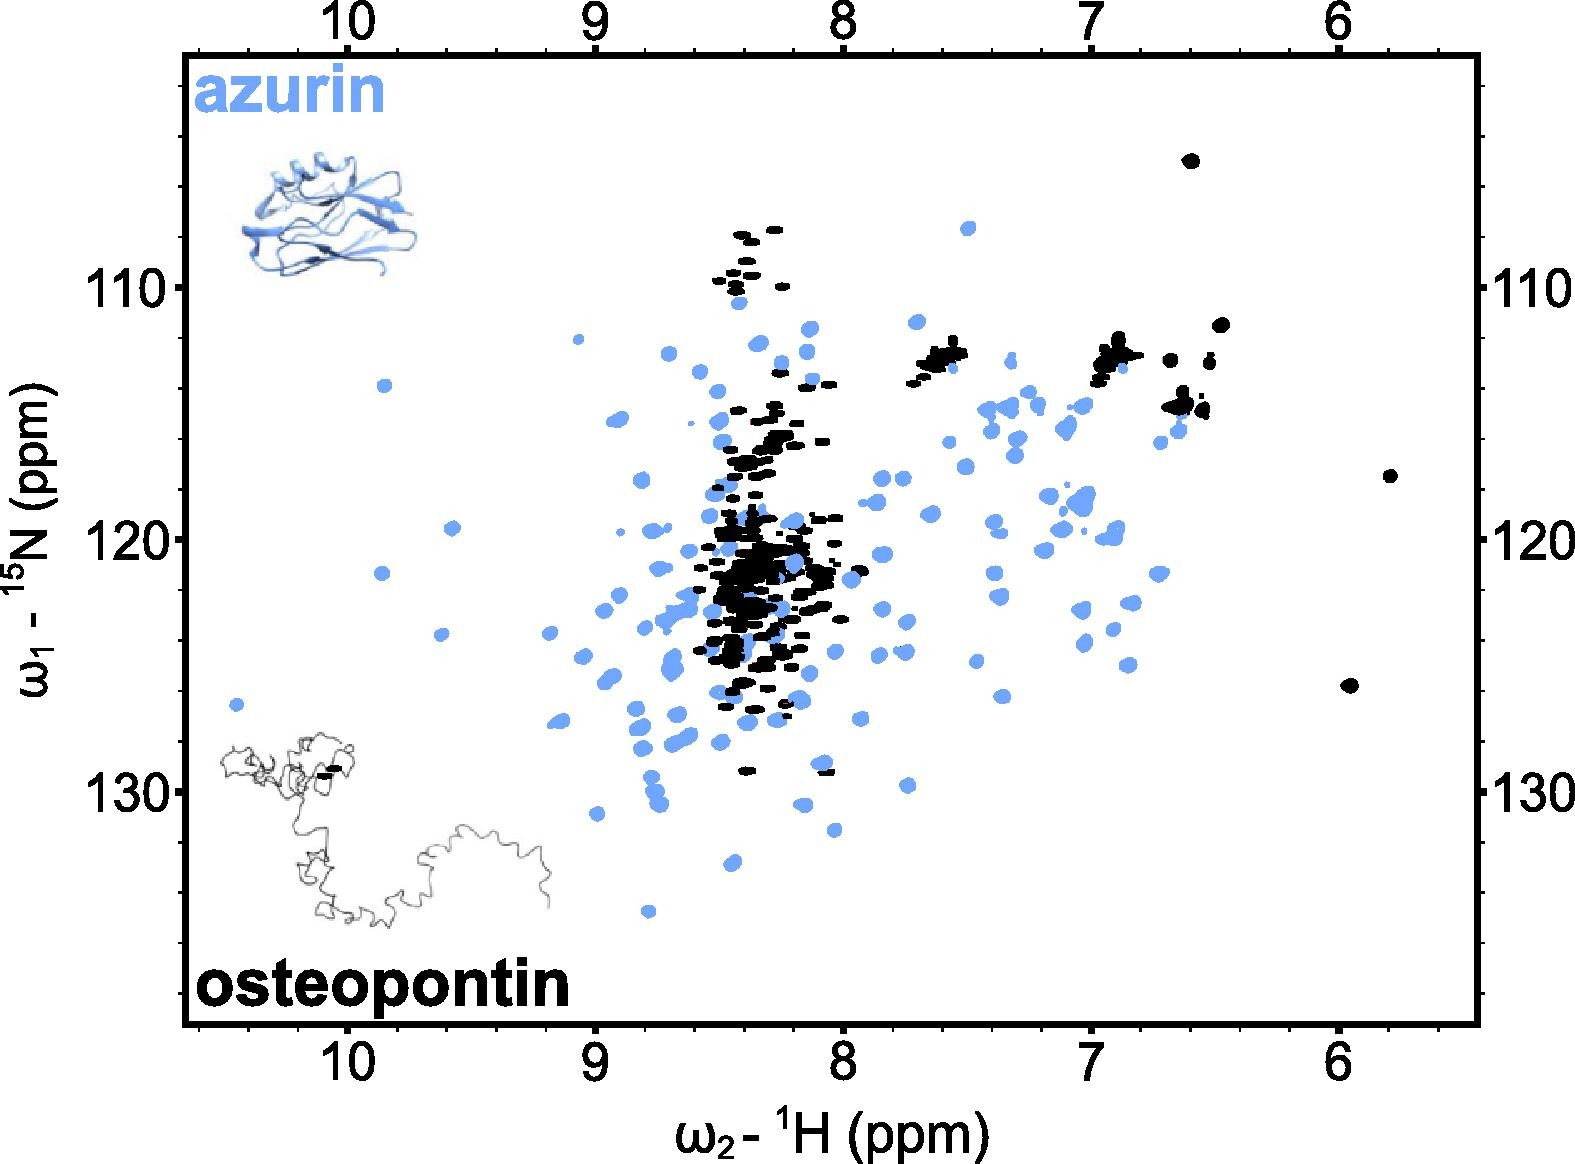 10 9 8 7 6
azurin
110 110
120 120
130 130
osteopontin
10 9 8 7 6
ω1 - 15N (ppm)
ω2 - 1H (ppm)